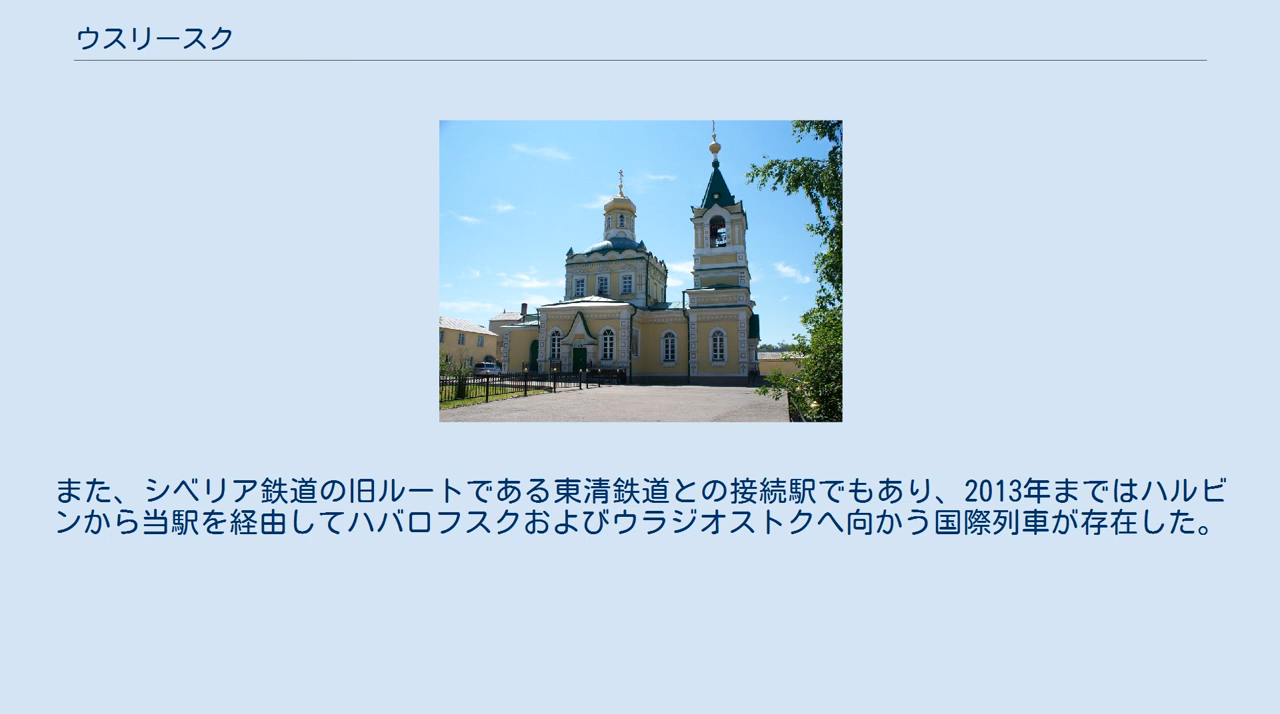 ウスリースク
また、シベリア鉄道の旧ルートである東清鉄道との接続駅でもあり、2013年まではハルビ
ンから当駅を経由してハバロフスクおよびウラジオストクへ向かう国際列車が存在した。